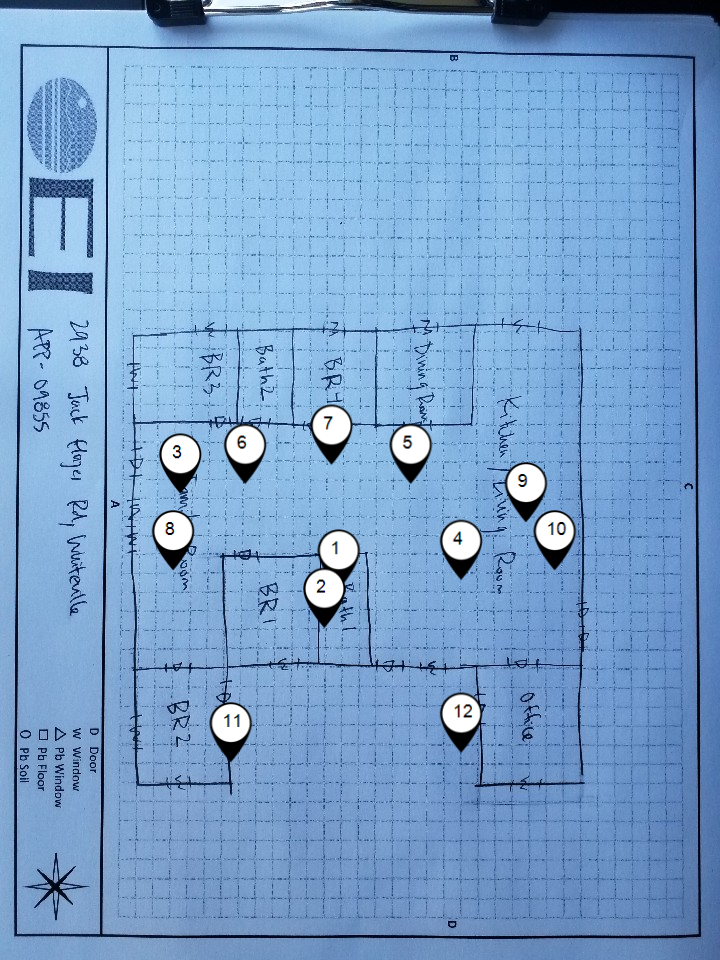 EI
2938 Jack Hayes Rd, Whiteville
APP - 09855
D Door
W Window
△ Pb Window
□ Pb Floor
O Pb Soil
A
B
C
D
BR3
Bath2
BR4
Dining Room
Kitchen / Living Room
Room
BR1
Bath1
BR2
Office
W
W
W
W
D
D
D
D
W
D
W
D
W
W
D
D
1
2
3
4
5
6
7
8
9
10
11
12